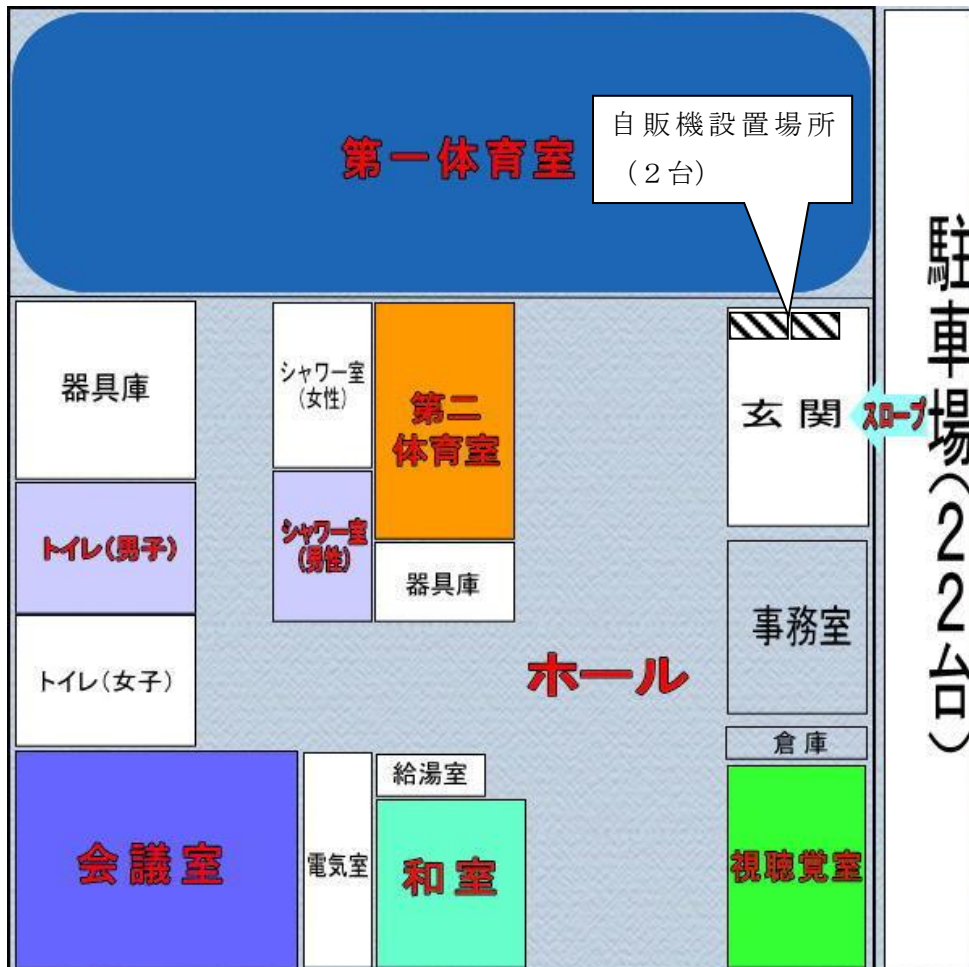 第一体育室
自販機設置場所
（２台）
器具庫
シャワー室
(女性)
第二
体育室
玄関
スロープ
駐車場(22台)
トイレ(男子)
シャワー室
(男性)
器具庫
事務室
トイレ(女子)
ホール
倉庫
会議室
電気室
給湯室
和室
視聴覚室